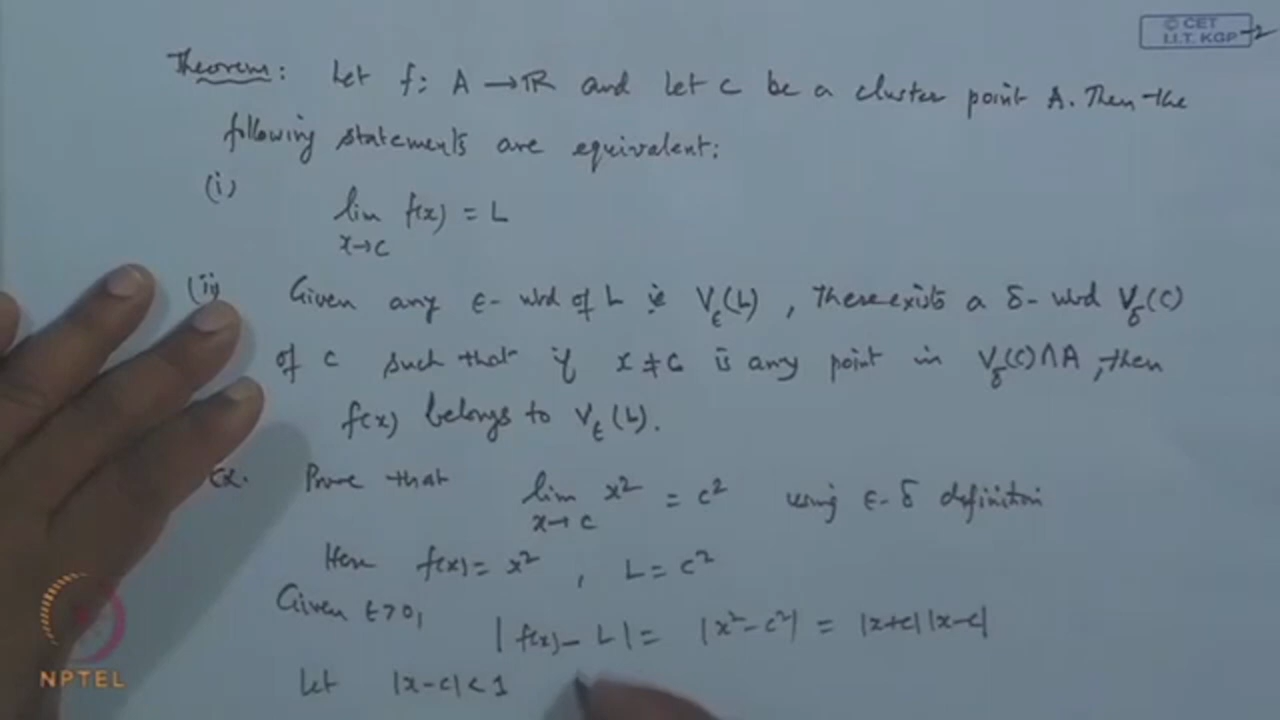 © CET
I.I.T. KGP
Theorem: Let f: A → ℝ and let c be a cluster point A. Then the
following statements are equivalent:
(i)
lim f(x) = L
x→c
(ii) Given any ε- nbd of L ie V_ε(L), there exists a δ- nbd V_δ(c)
of c such that if x ≠ c is any point in V_δ(c) ∩ A, then
f(x) belongs to V_ε(L).
Ex. Prove that lim x² = c² using ε-δ definition
x→c
Here f(x) = x², L = c²
Given ε > 0,
|f(x) - L| = |x² - c²| = |x+c| |x-c|
Let |x-c| < 1
NPTEL